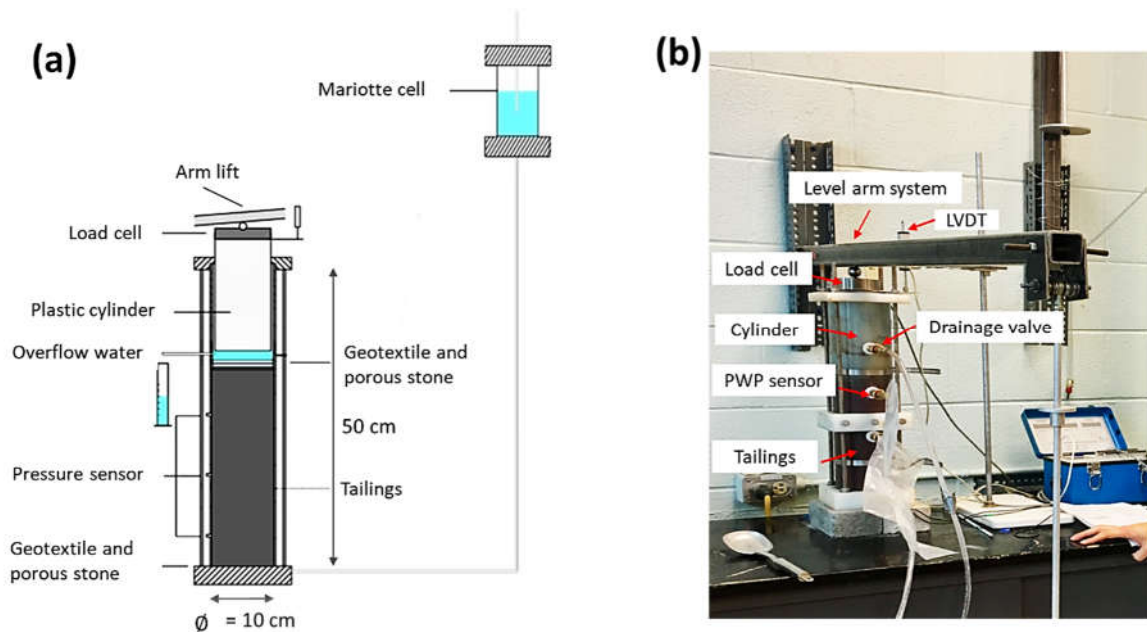 (a)
Mariotte cell
Arm lift
Load cell
Plastic cylinder
Overflow water
Geotextile and
porous stone
50 cm
Pressure sensor
Tailings
Geotextile and
porous stone
Ø = 10 cm
(b)
Level arm system
LVDT
Load cell
Cylinder
Drainage valve
PWP sensor
Tailings